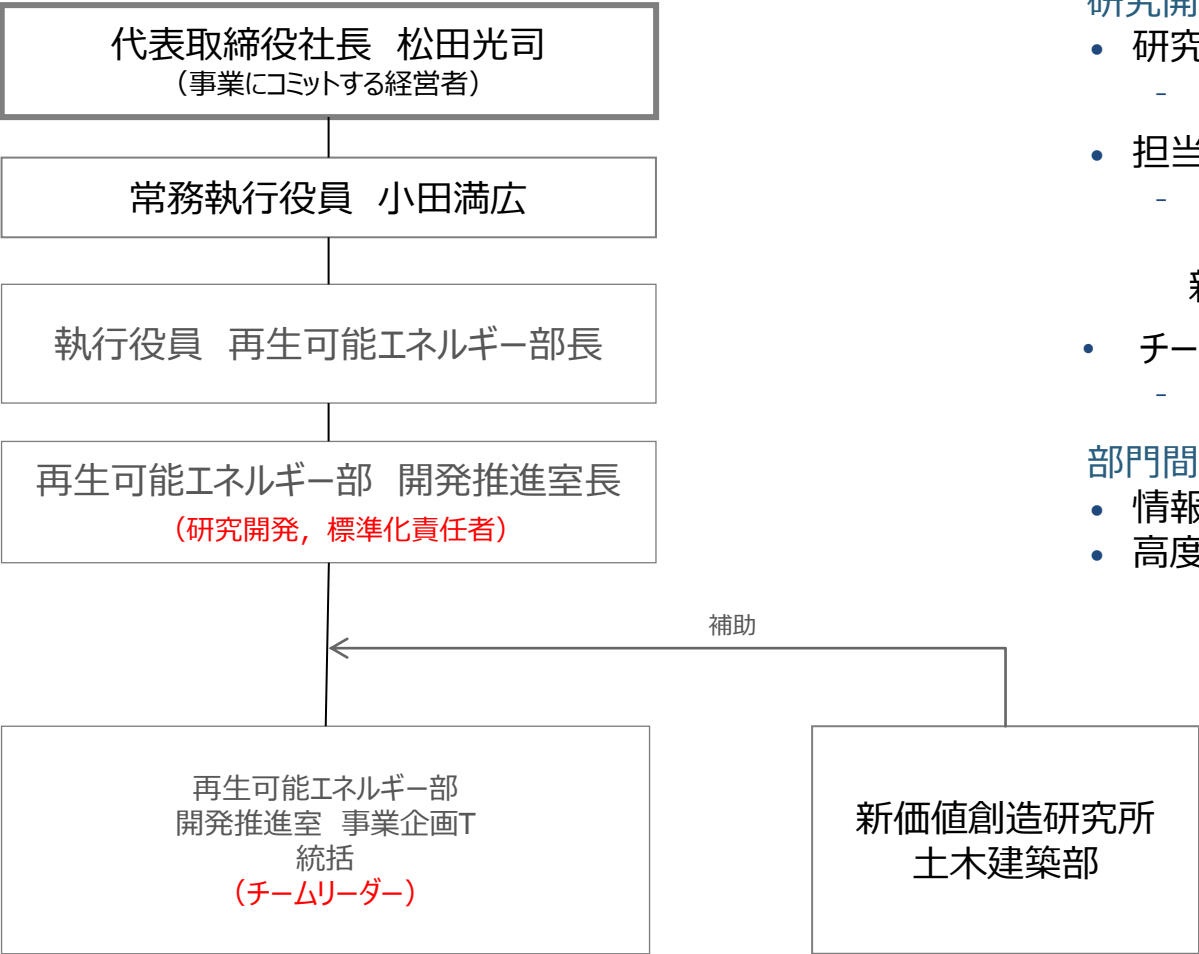 代表取締役社長 松田光司
（事業にコミットする経営者）
常務執行役員 小田満広
執行役員 再生可能エネルギー部長
再生可能エネルギー部 開発推進室長
（研究開発，標準化責任者）
補助
再生可能エネルギー部
開発推進室 事業企画T
統括
（チームリーダー）
新価値創造研究所
土木建築部
研究開
• 研究
-
• 担当
-
• チー
-
部門間
• 情報
• 高度